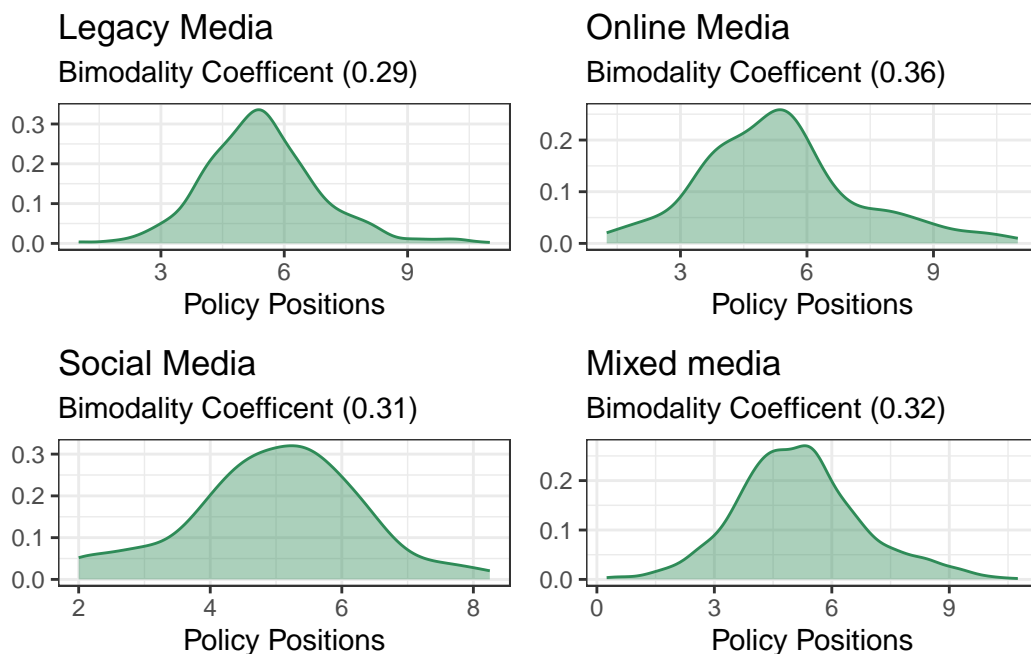 Legacy Media
Bimodality Coefficent (0.29)
0.3
0.2
0.1
0.0
3 6 9
Policy Positions
Online Media
Bimodality Coefficent (0.36)
0.2
0.1
0.0
3 6 9
Policy Positions
Social Media
Bimodality Coefficent (0.31)
0.3
0.2
0.1
0.0
2 4 6 8
Policy Positions
Mixed media
Bimodality Coefficent (0.32)
0.2
0.1
0.0
0 3 6 9
Policy Positions